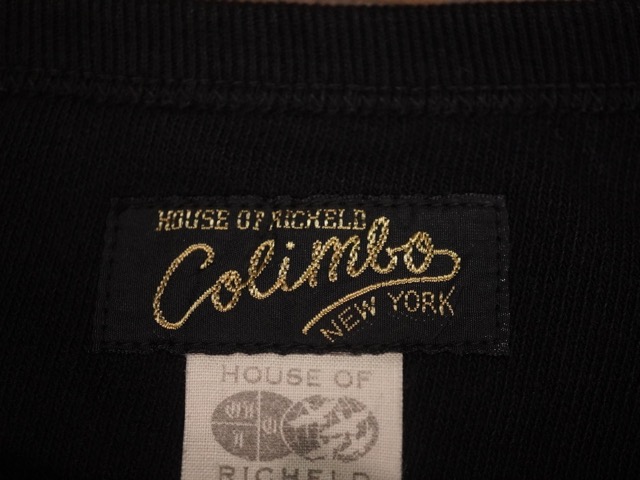 HOUSE OF RICHELD
Colimbo
NEW YORK
HOUSE OF
RICHELD